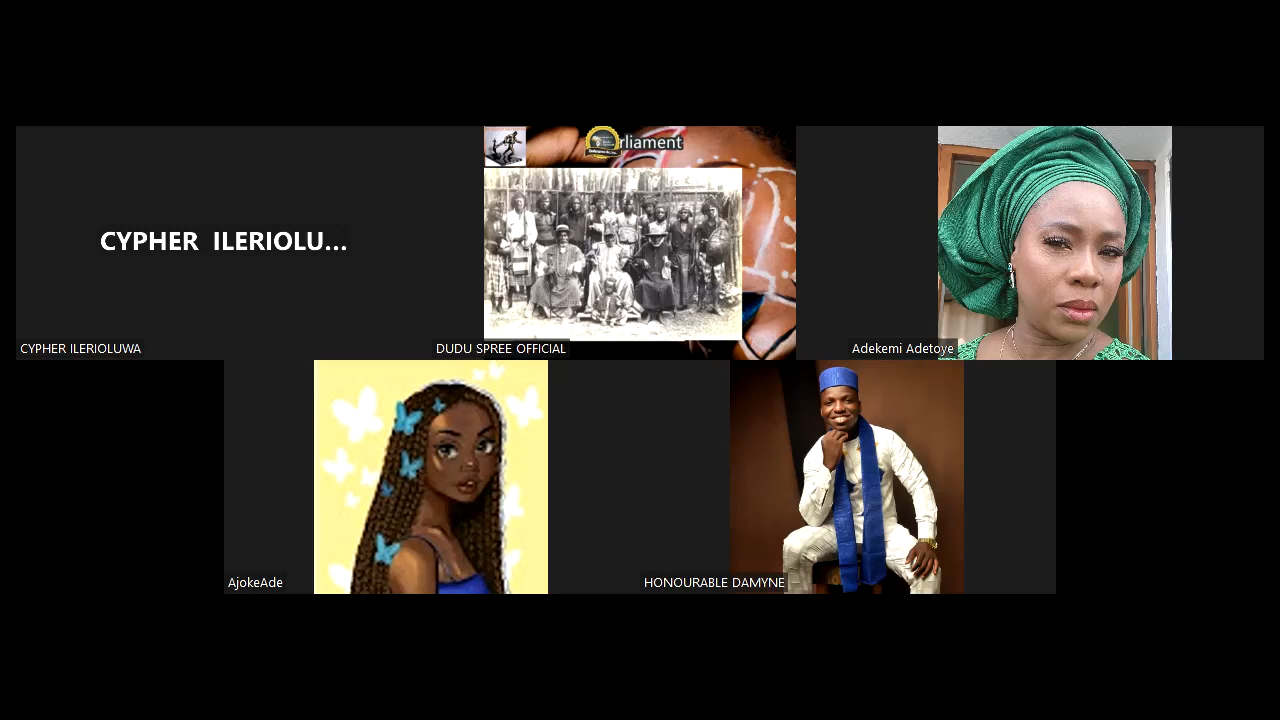 rliament
CYPHER ILERIOLU...
CYPHER ILERIOLUWA
DUDU SPREE OFFICIAL
Adekemi Adetoye
AjokeAde
HONOURABLE DAMYNE